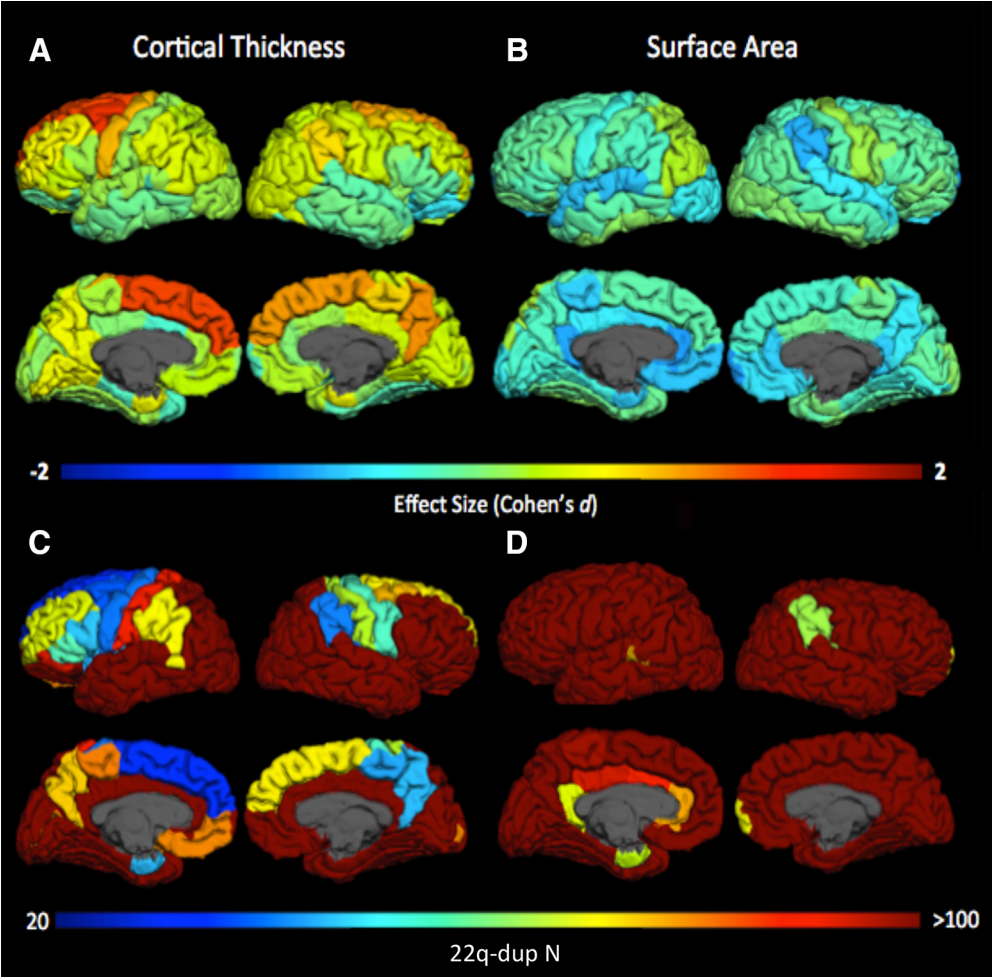 A Cortical Thickness B Surface Area
-2 2
Effect Size (Cohen's d)
C D
20 >100
22q-dup N